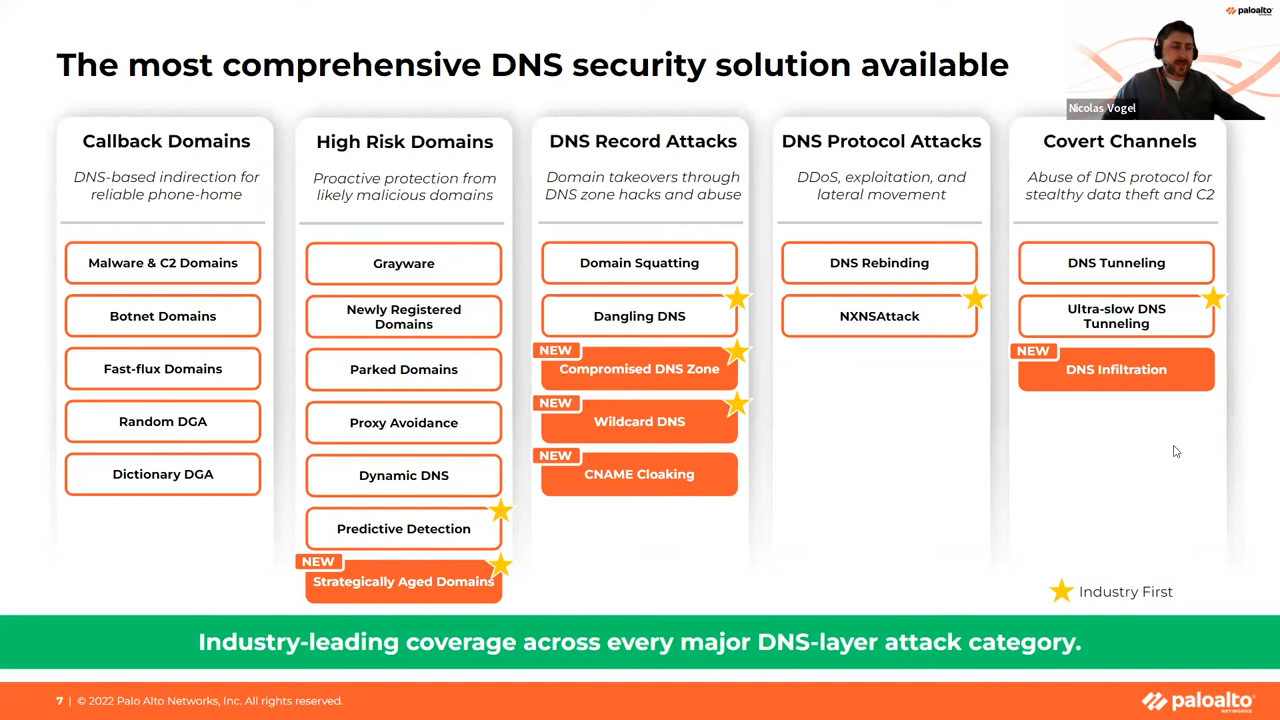 paloalto
NETWORKS
The most comprehensive DNS security solution available
Nicolas Vogel
Callback Domains
DNS-based indirection for
reliable phone-home
Malware & C2 Domains
Botnet Domains
Fast-flux Domains
Random DGA
Dictionary DGA
High Risk Domains
Proactive protection from
likely malicious domains
Grayware
Newly Registered
Domains
Parked Domains
Proxy Avoidance
Dynamic DNS
Predictive Detection
NEW
Strategically Aged Domains
DNS Record Attacks
Domain takeovers through
DNS zone hacks and abuse
Domain Squatting
Dangling DNS
NEW
Compromised DNS Zone
NEW
Wildcard DNS
NEW
CNAME Cloaking
DNS Protocol Attacks
DDoS, exploitation, and
lateral movement
DNS Rebinding
NXNSAttack
Covert Channels
Abuse of DNS protocol for
stealthy data theft and C2
DNS Tunneling
Ultra-slow DNS
Tunneling
NEW
DNS Infiltration
Industry First
Industry-leading coverage across every major DNS-layer attack category.
7 | © 2022 Palo Alto Networks, Inc. All rights reserved.
paloalto
NETWORKS